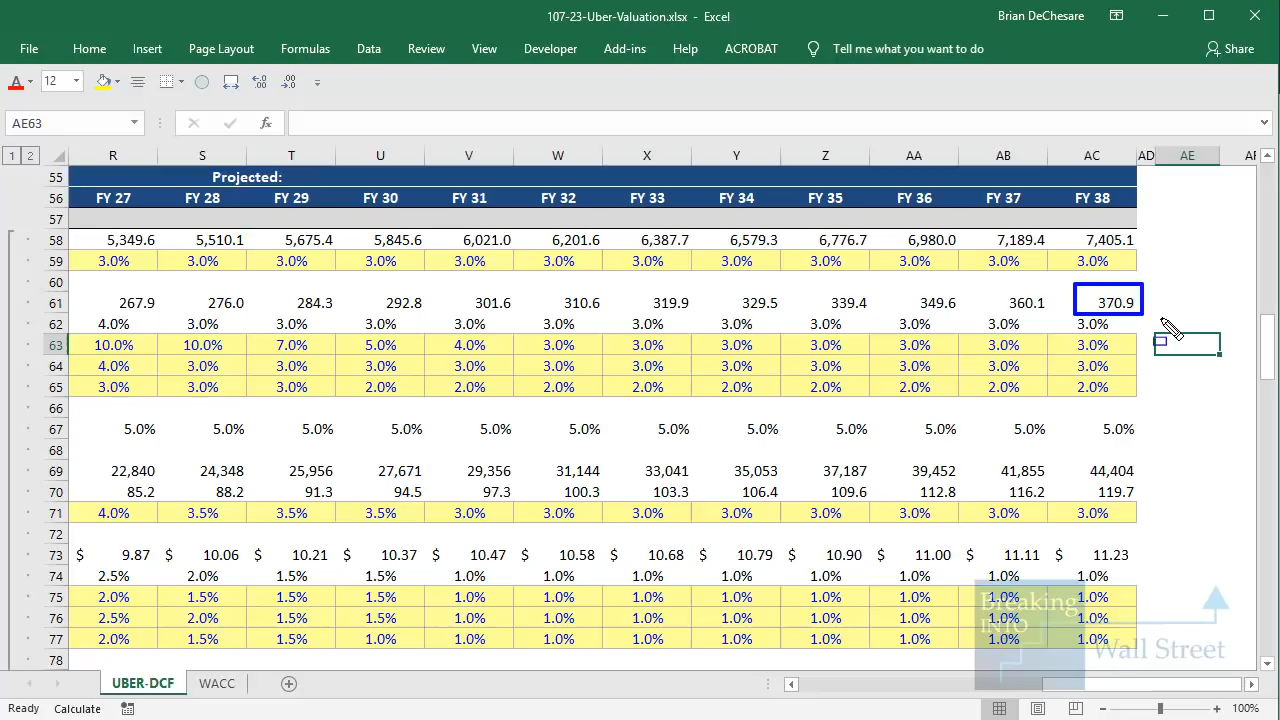 107-23-Uber-Valuation.xlsx - Excel
Brian DeChesare
File Home Insert Page Layout Formulas Data Review View Developer Add-ins Help ACROBAT Tell me what you want to do Share
A 12
AE63 fx
1 2 R S T U V W X Y Z AA AB AC AD AE AF
55 Projected:
56 FY 27 FY 28 FY 29 FY 30 FY 31 FY 32 FY 33 FY 34 FY 35 FY 36 FY 37 FY 38
57
58 5,349.6 5,510.1 5,675.4 5,845.6 6,021.0 6,201.6 6,387.7 6,579.3 6,776.7 6,980.0 7,189.4 7,405.1
59 3.0% 3.0% 3.0% 3.0% 3.0% 3.0% 3.0% 3.0% 3.0% 3.0% 3.0% 3.0%
60
61 267.9 276.0 284.3 292.8 301.6 310.6 319.9 329.5 339.4 349.6 360.1 370.9
62 4.0% 3.0% 3.0% 3.0% 3.0% 3.0% 3.0% 3.0% 3.0% 3.0% 3.0% 3.0%
63 10.0% 10.0% 7.0% 5.0% 4.0% 3.0% 3.0% 3.0% 3.0% 3.0% 3.0% 3.0%
64 4.0% 3.0% 3.0% 3.0% 3.0% 3.0% 3.0% 3.0% 3.0% 3.0% 3.0% 3.0%
65 3.0% 3.0% 3.0% 2.0% 2.0% 2.0% 2.0% 2.0% 2.0% 2.0% 2.0% 2.0%
66
67 5.0% 5.0% 5.0% 5.0% 5.0% 5.0% 5.0% 5.0% 5.0% 5.0% 5.0% 5.0%
68
69 22,840 24,348 25,956 27,671 29,356 31,144 33,041 35,053 37,187 39,452 41,855 44,404
70 85.2 88.2 91.3 94.5 97.3 100.3 103.3 106.4 109.6 112.8 116.2 119.7
71 4.0% 3.5% 3.5% 3.5% 3.0% 3.0% 3.0% 3.0% 3.0% 3.0% 3.0% 3.0%
72
73 $ 9.87 $ 10.06 $ 10.21 $ 10.37 $ 10.47 $ 10.58 $ 10.68 $ 10.79 $ 10.90 $ 11.00 $ 11.11 $ 11.23
74 2.5% 2.0% 1.5% 1.5% 1.0% 1.0% 1.0% 1.0% 1.0% 1.0% 1.0% 1.0%
75 2.0% 1.5% 1.5% 1.5% 1.0% 1.0% 1.0% 1.0% 1.0% 1.0% 1.0% 1.0%
76 2.5% 2.0% 1.5% 1.5% 1.0% 1.0% 1.0% 1.0% 1.0% 1.0% 1.0% 1.0%
77 2.0% 1.5% 1.5% 1.0% 1.0% 1.0% 1.0% 1.0% 1.0% 1.0% 1.0% 1.0%
78
Breaking
INTO
Wall Street
UBER-DCF WACC
Ready Calculate 100%